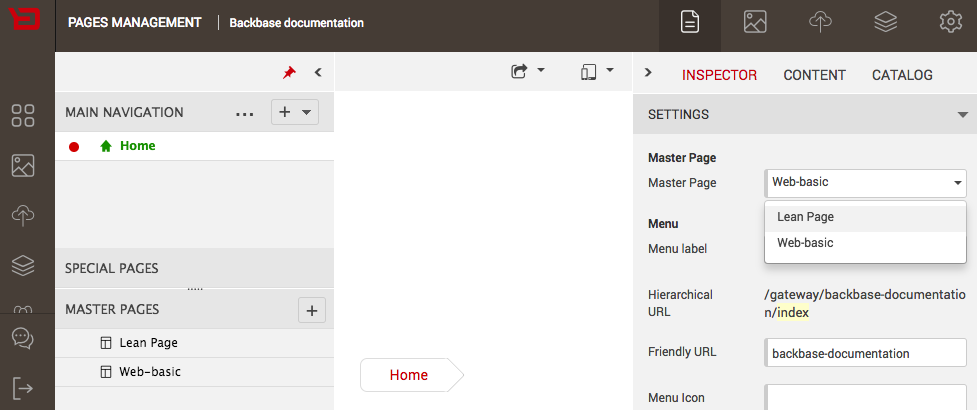 PAGES MANAGEMENT | Backbase documentation
MAIN NAVIGATION ... +
Home
SPECIAL PAGES
MASTER PAGES +
Lean Page
Web-basic
Home
INSPECTOR CONTENT CATALOG
SETTINGS
Master Page
Master Page Web-basic
Lean Page
Web-basic
Menu
Menu label
Hierarchical URL
/gateway/backbase-documentatio
n/index
Friendly URL backbase-documentation
Menu Icon